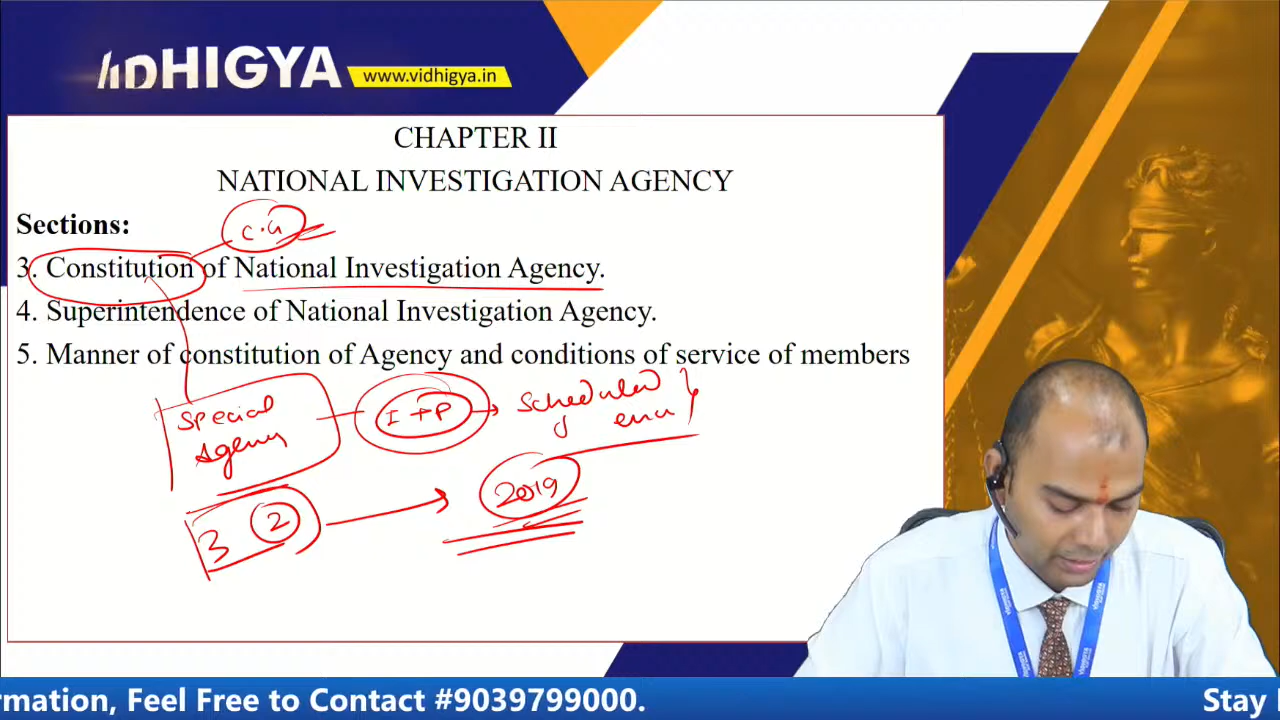 VIDHIGYA
www.vidhigya.in
CHAPTER II
NATIONAL INVESTIGATION AGENCY
Sections:
C.G
3. Constitution of National Investigation Agency.
4. Superintendence of National Investigation Agency.
5. Manner of constitution of Agency and conditions of service of members
Special
Agency
I + P
Scheduled
2019
3 2
rmation, Feel Free to Contact #9039799000.
Stay